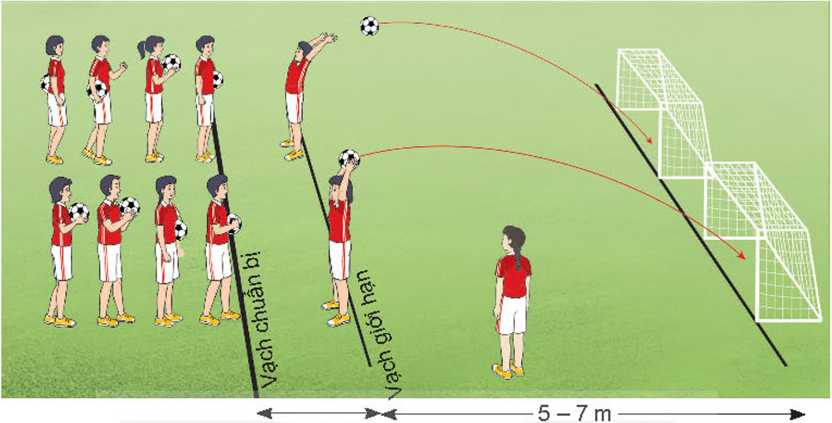 Vạch chuẩn bị
Vạch giới hạn
5 – 7 m